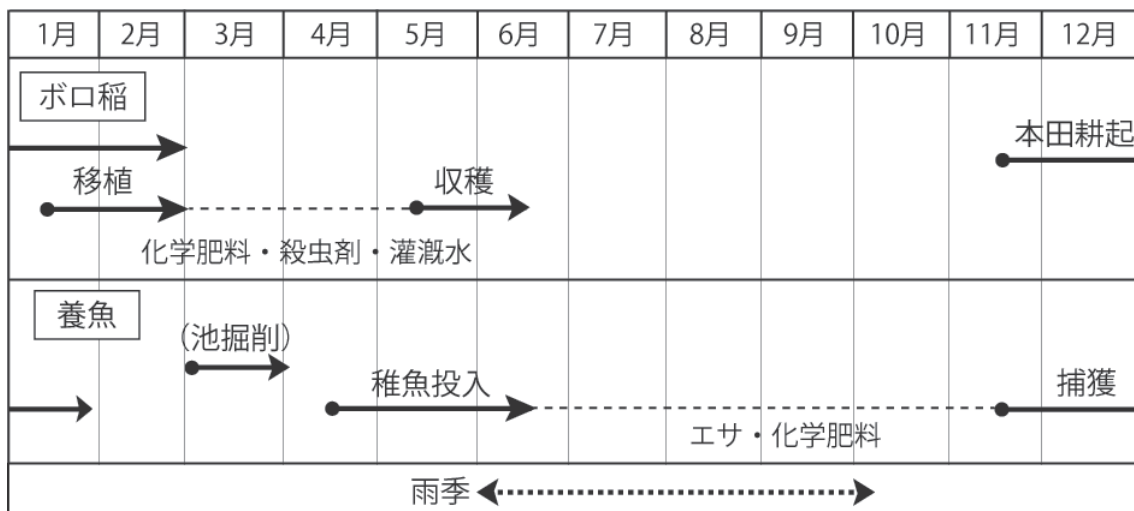 1月 2月 3月 4月 5月 6月 7月 8月 9月 10月 11月 12月
ボロ稲
本田耕起
移植 収穫
化学肥料・殺虫剤・灌漑水
養魚
(池掘削)
稚魚投入 捕獲
エサ・化学肥料
雨季